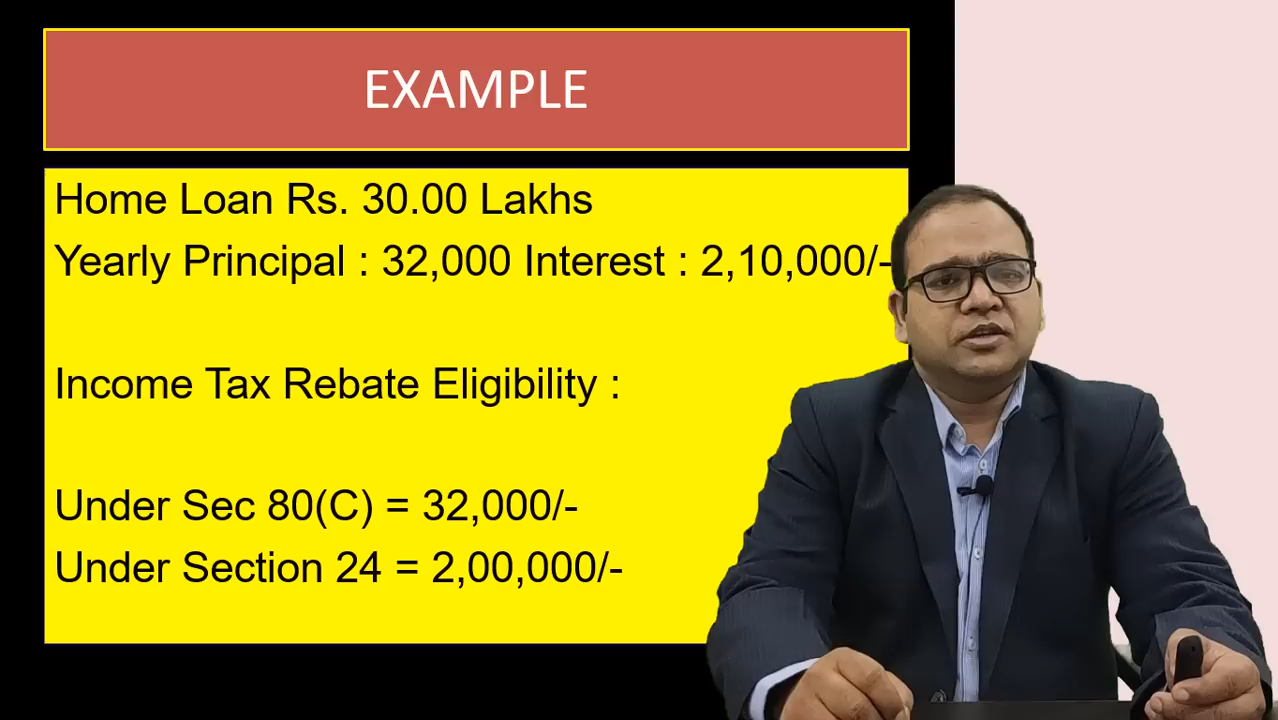 EXAMPLE
Home Loan Rs. 30.00 Lakhs
Yearly Principal : 32,000 Interest : 2,10,000/-
Income Tax Rebate Eligibility :
Under Sec 80(C) = 32,000/-
Under Section 24 = 2,00,000/-